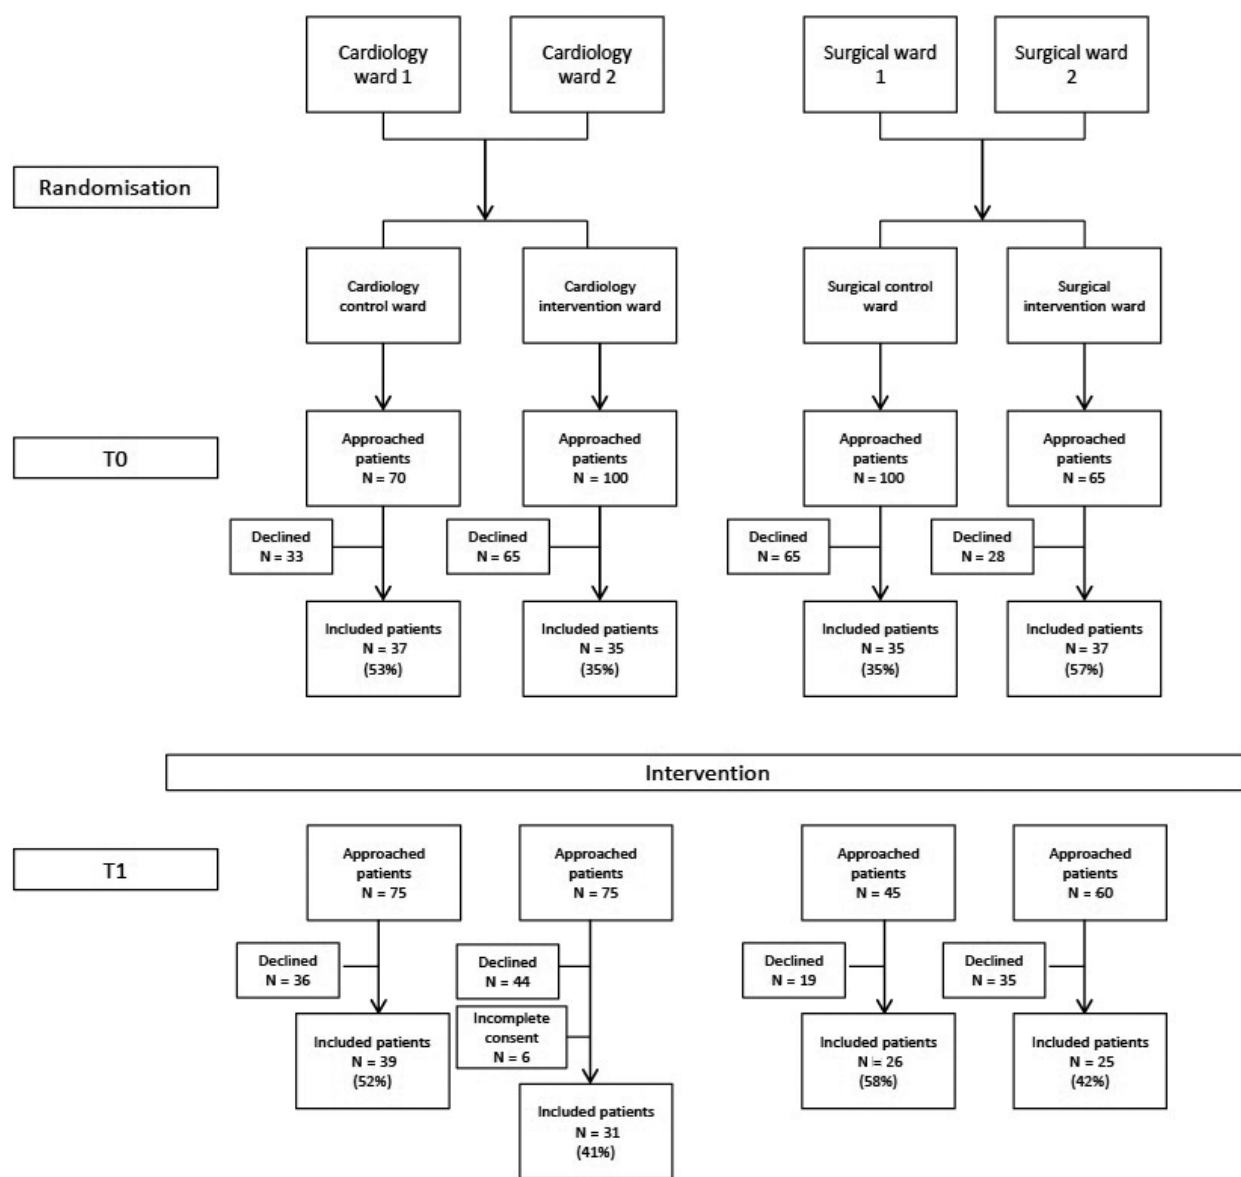 Cardiology
ward 1
Cardiology
ward 2
Surgical ward
1
Surgical ward
2
Randomisation
Cardiology
control ward
Cardiology
intervention ward
Surgical control
ward
Surgical
intervention ward
T0
Approached
patients
N = 70
Approached
patients
N = 100
Approached
patients
N = 100
Approached
patients
N = 65
Declined
N = 33
Declined
N = 65
Declined
N = 65
Declined
N = 28
Included patients
N = 37
(53%)
Included patients
N = 35
(35%)
Included patients
N = 35
(35%)
Included patients
N = 37
(57%)
Intervention
T1
Approached
patients
N = 75
Approached
patients
N = 75
Approached
patients
N = 45
Approached
patients
N = 60
Declined
N = 36
Declined
N = 44
Declined
N = 19
Declined
N = 35
Incomplete
consent
N = 6
Included patients
N = 39
(52%)
Included patients
N = 31
(41%)
Included patients
N = 26
(58%)
Included patients
N = 25
(42%)